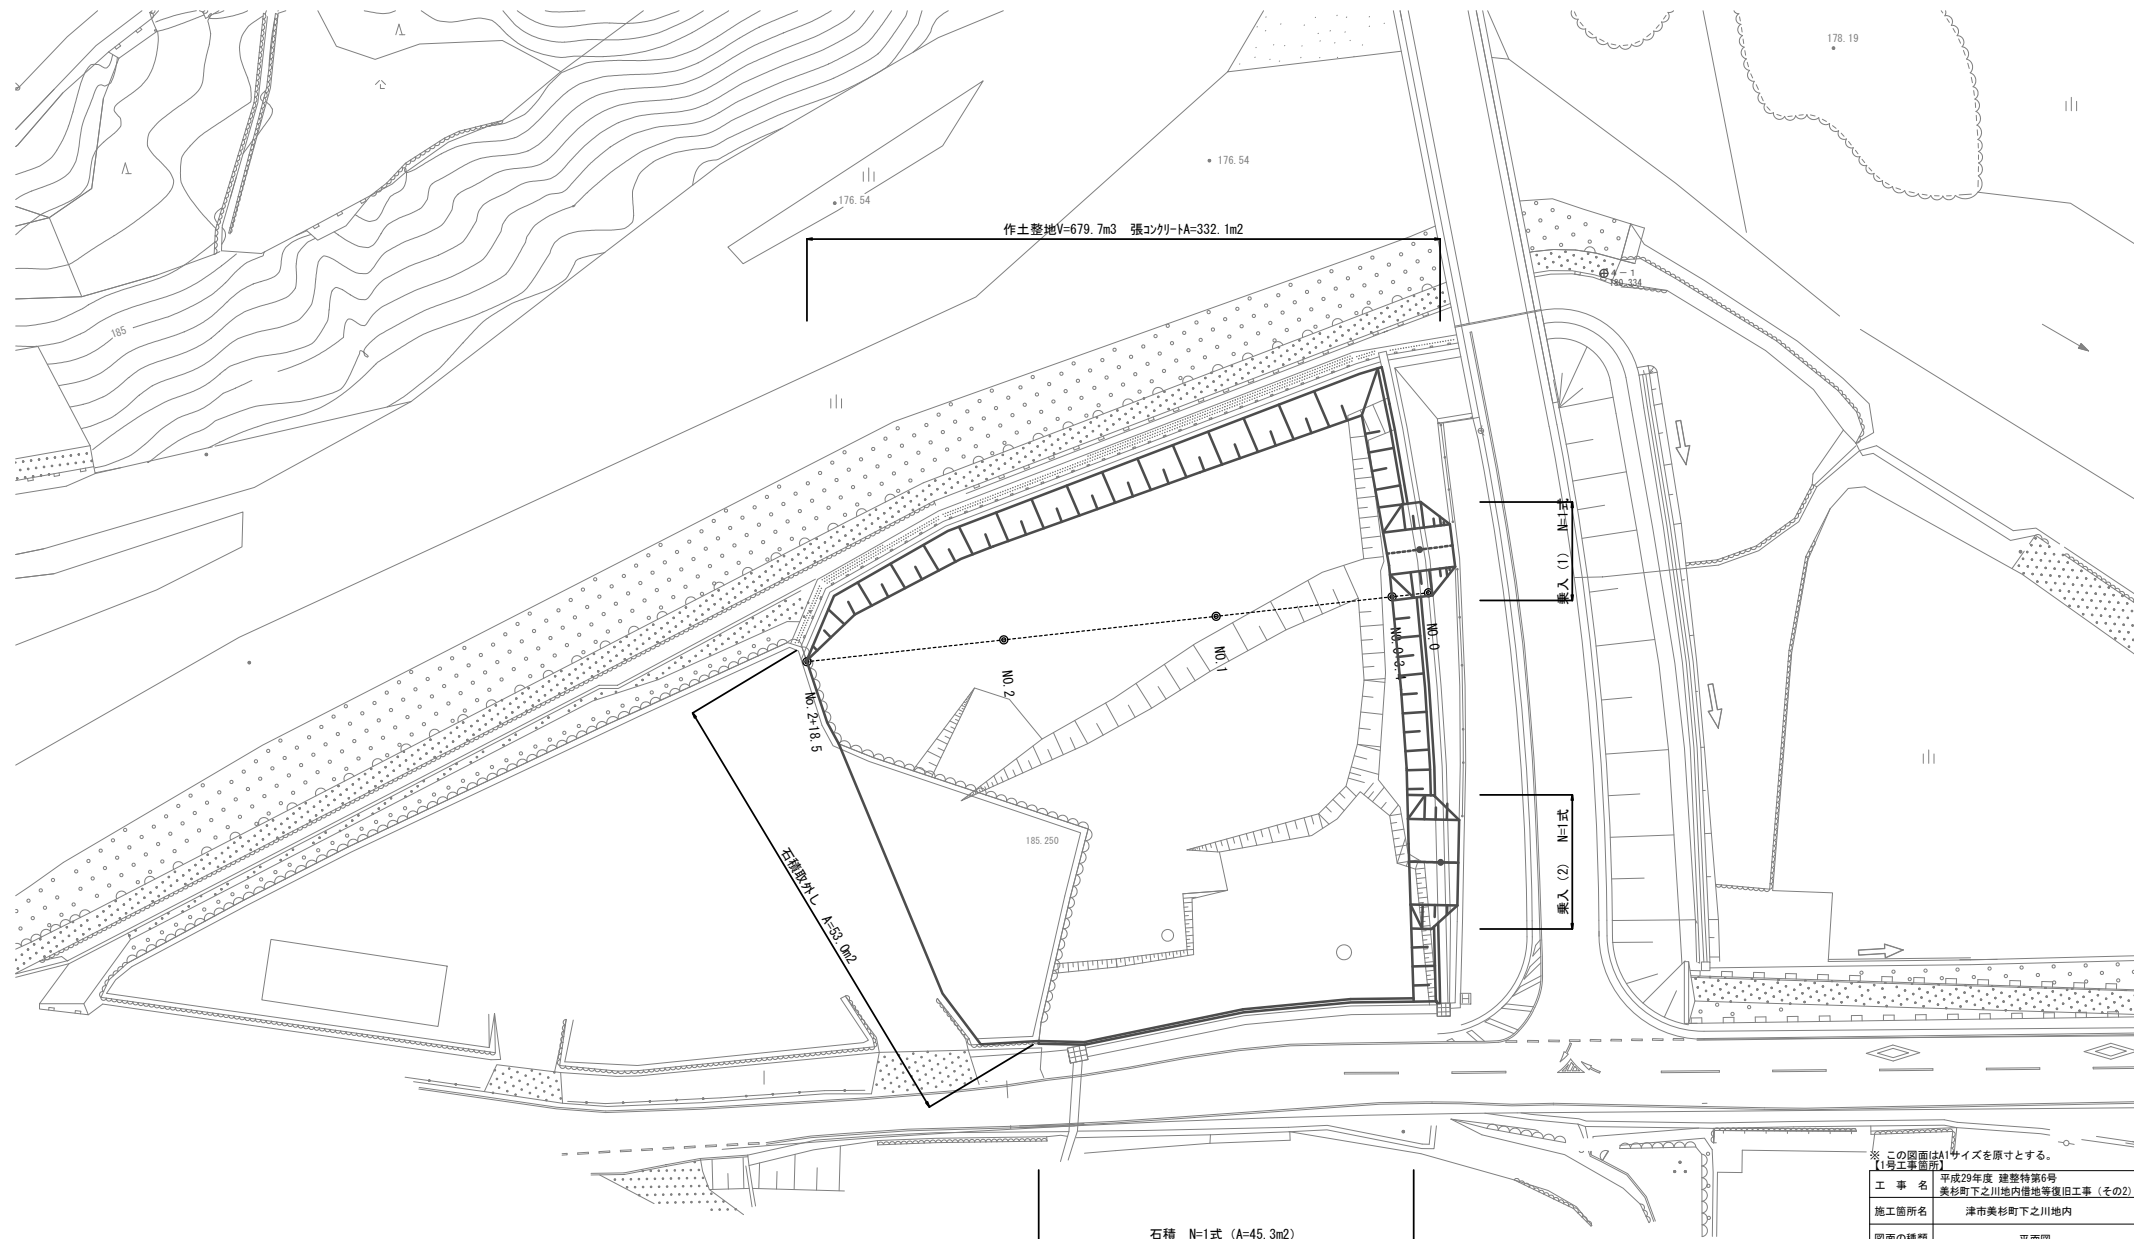 178.19
176.54
176.54
作土整地V=679.7m3　張コンクリートA=332.1m2
4－1
185
乗入（1）　N=1式
NO.0
NO.1
NO.2
No.2+18.5
乗入（2）　N=1式
185.250
石積取外し　A=53.0m2
石積　N=1式（A=45.3m2）
※ この図面はA1サイズを原寸とする。
【1号工事箇所】
工　事　名　平成29年度 建整特第6号
美杉町下之川地内借地等復旧工事（その2）
施工箇所名　津市美杉町下之川地内
図面の種類　平面図